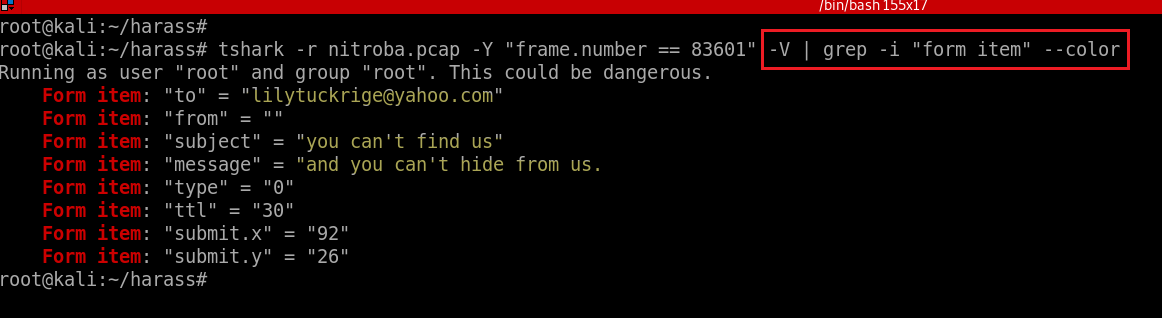 /bin/bash 155x17
root@kali:~/harass#
root@kali:~/harass# tshark -r nitroba.pcap -Y "frame.number == 83601" -V | grep -i "form item" --color
Running as user "root" and group "root". This could be dangerous.
Form item: "to" = "lilytuckrige@yahoo.com"
Form item: "from" = ""
Form item: "subject" = "you can't find us"
Form item: "message" = "and you can't hide from us.
Form item: "type" = "0"
Form item: "ttl" = "30"
Form item: "submit.x" = "92"
Form item: "submit.y" = "26"
root@kali:~/harass#